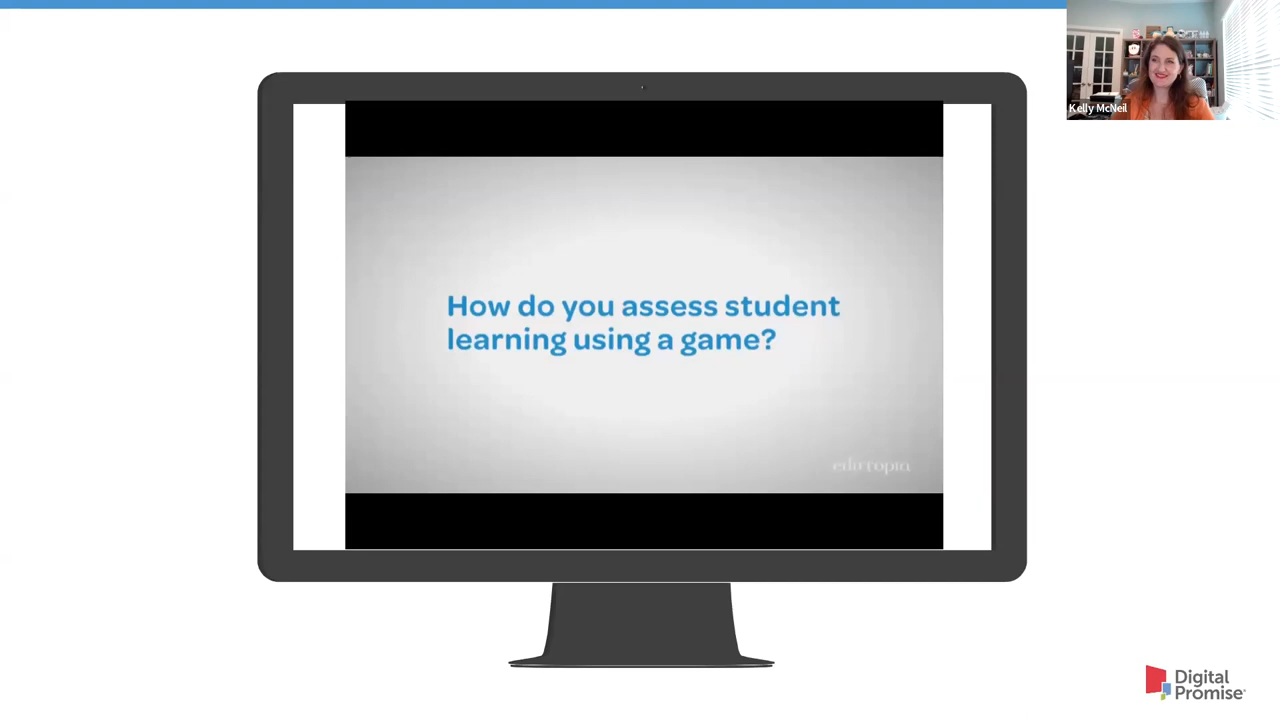 Kelly McNeil
How do you assess student
learning using a game?
edutopia
Digital
Promise